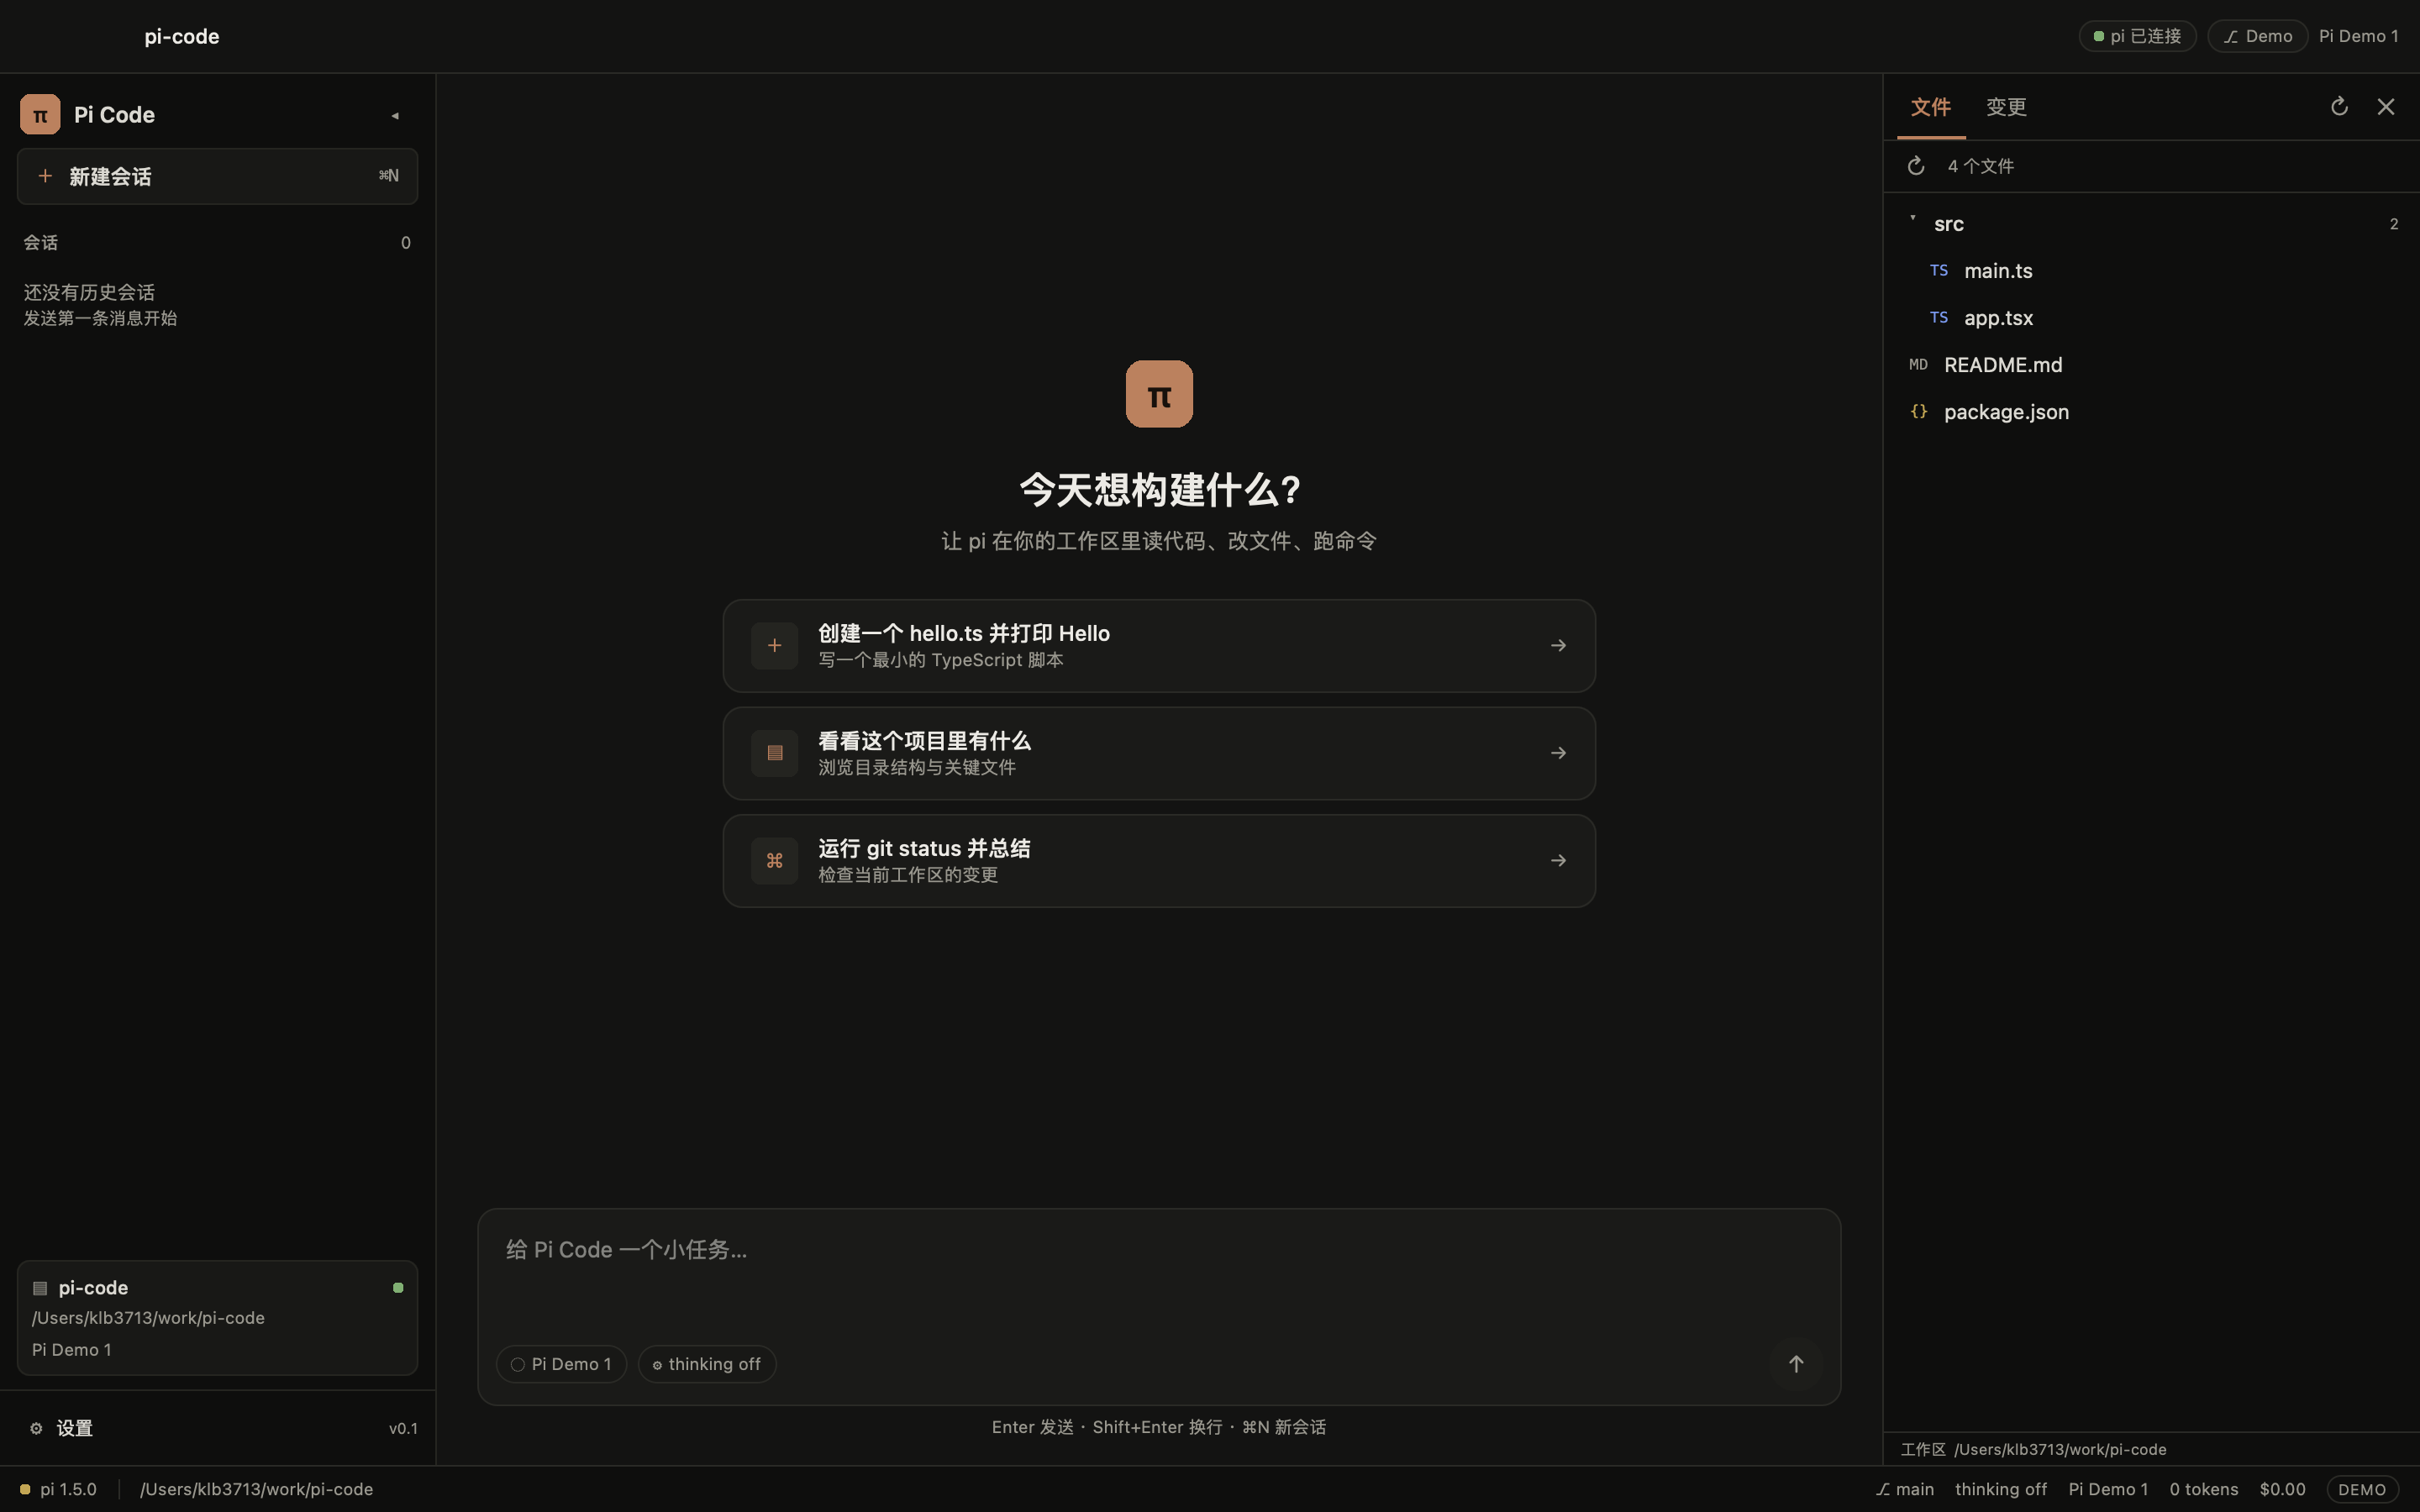 pi-code
pi 已连接
Demo
Pi Demo 1
π
Pi Code
+ 新建会话 ⌘N
会话 0
还没有历史会话
发送第一条消息开始
π
今天想构建什么?
让 pi 在你的工作区里读代码、改文件、跑命令
创建一个 hello.ts 并打印 Hello
写一个最小的 TypeScript 脚本
看看这个项目里有什么
浏览目录结构与关键文件
⌘ 运行 git status 并总结
检查当前工作区的变更
给 Pi Code 一个小任务...
Pi Demo 1
thinking off
Enter 发送 · Shift+Enter 换行 · ⌘N 新会话
文件 变更
4 个文件
src 2
TS main.ts
TS app.tsx
MD README.md
{} package.json
工作区 /Users/klb3713/work/pi-code
pi-code
/Users/klb3713/work/pi-code
Pi Demo 1
设置 v0.1
pi 1.5.0
/Users/klb3713/work/pi-code
main
thinking off
Pi Demo 1
0 tokens
$0.00
DEMO